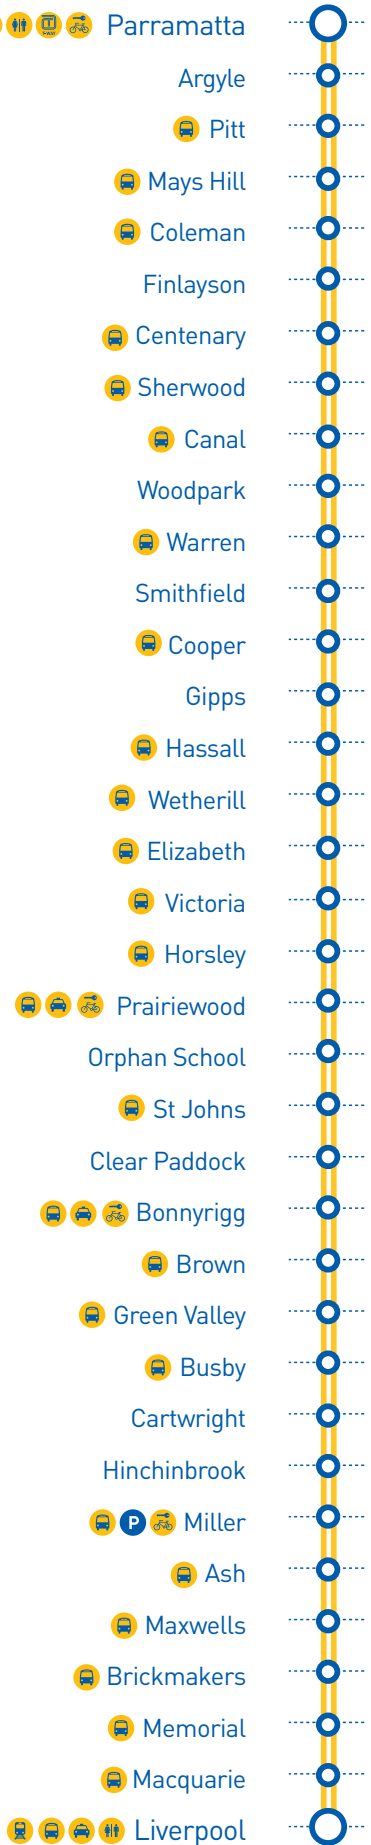 Parramatta
Argyle
Pitt
Mays Hill
Coleman
Finlayson
Centenary
Sherwood
Canal
Woodpark
Warren
Smithfield
Cooper
Gipps
Hassall
Wetherill
Elizabeth
Victoria
Horsley
Prairiewood
Orphan School
St Johns
Clear Paddock
Bonnyrigg
Brown
Green Valley
Busby
Cartwright
Hinchinbrook
P Miller
Ash
Maxwells
Brickmakers
Memorial
Macquarie
Liverpool